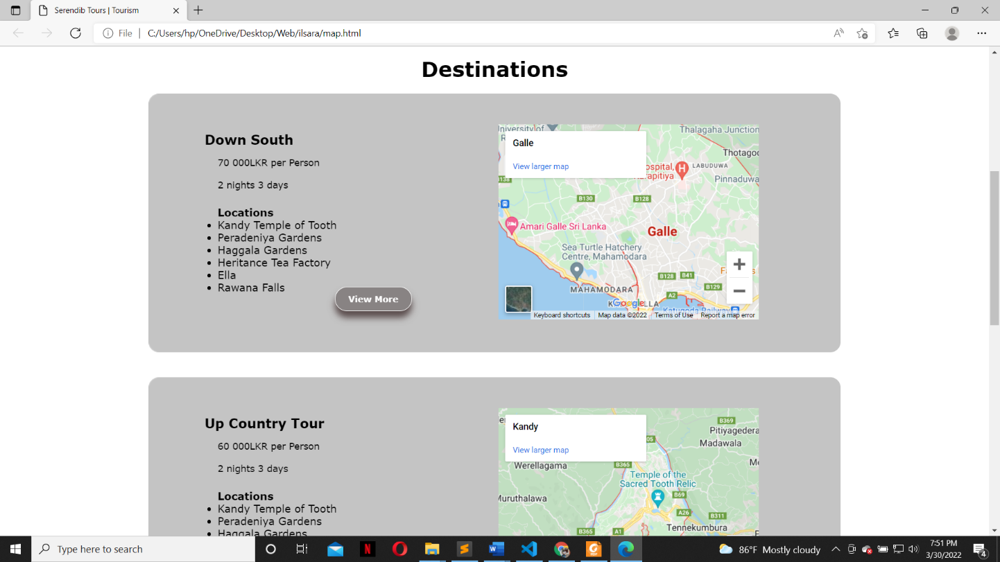 Serendib Tours | Tourism
File
C:/Users/hp/OneDrive/Desktop/Web/ilsara/map.html
Destinations
Down South
70 000LKR per Person
2 nights 3 days
Locations
Kandy Temple of Tooth
Peradeniya Gardens
Haggala Gardens
Heritance Tea Factory
Ella
Rawana Falls
View More
Galle
View larger map
Thalagaha Junction
Thotagod
LABUDUWA
Pinnaduwa
B130
B128
Amari Galle Sri Lanka
Galle
Sea Turtle Hatchery
Centre, Mahamodara
B128
B41
B129
MAHAMODARA
A2
Google
Keyboard shortcuts
Map data ©2022
Terms of Use
Report a map error
Up Country Tour
60 000LKR per Person
2 nights 3 days
Locations
Kandy Temple of Tooth
Peradeniya Gardens
Haggala Gardens
Kandy
View larger map
B369
Pitiyagedera
Madawala
Werellagama
B365
Temple of the
Sacred Tooth Relic
B69
Muruthalawa
A26
B311
Tennekumbura
B365
A1
Type here to search
86°F Mostly cloudy
7:51 PM
3/30/2022
4